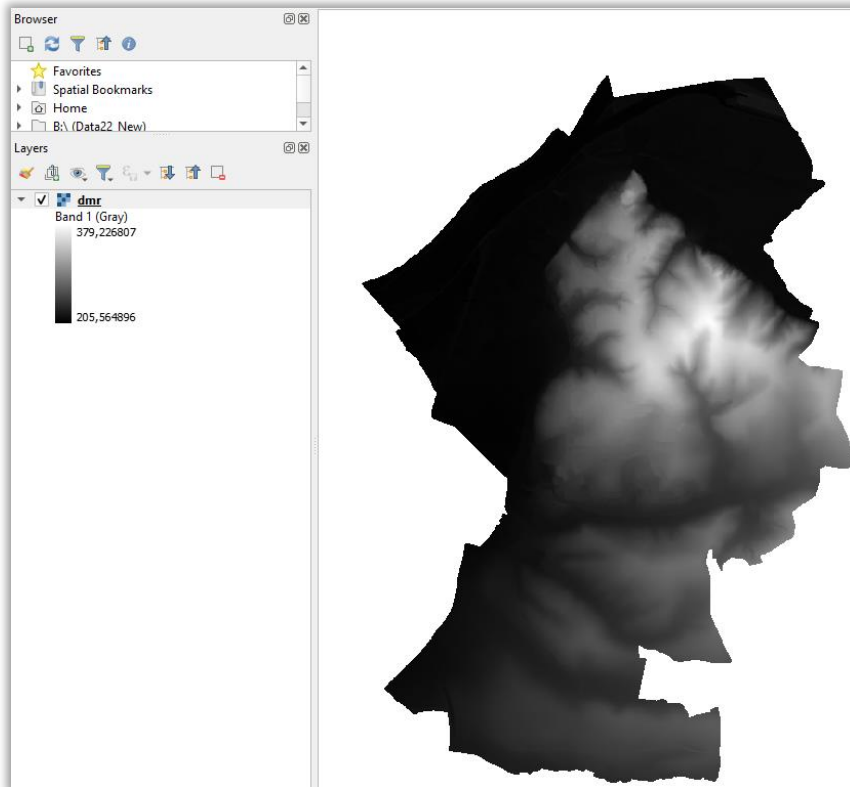 Browser
Favorites
Spatial Bookmarks
Home
B:\ (Data22_New)
Layers
dmr
Band 1 (Gray)
379,226807
205,564896